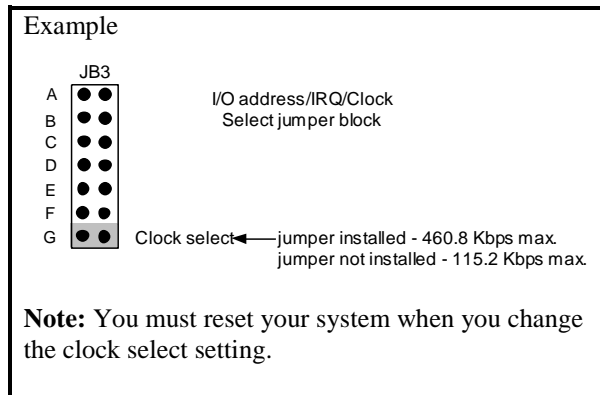 Example
JB3
A
I/O address/IRQ/Clock
B
Select jumper block
C
D
E
F
G
Clock select
jumper installed - 460.8 Kbps max.
jumper not installed - 115.2 Kbps max.
Note: You must reset your system when you change
the clock select setting.